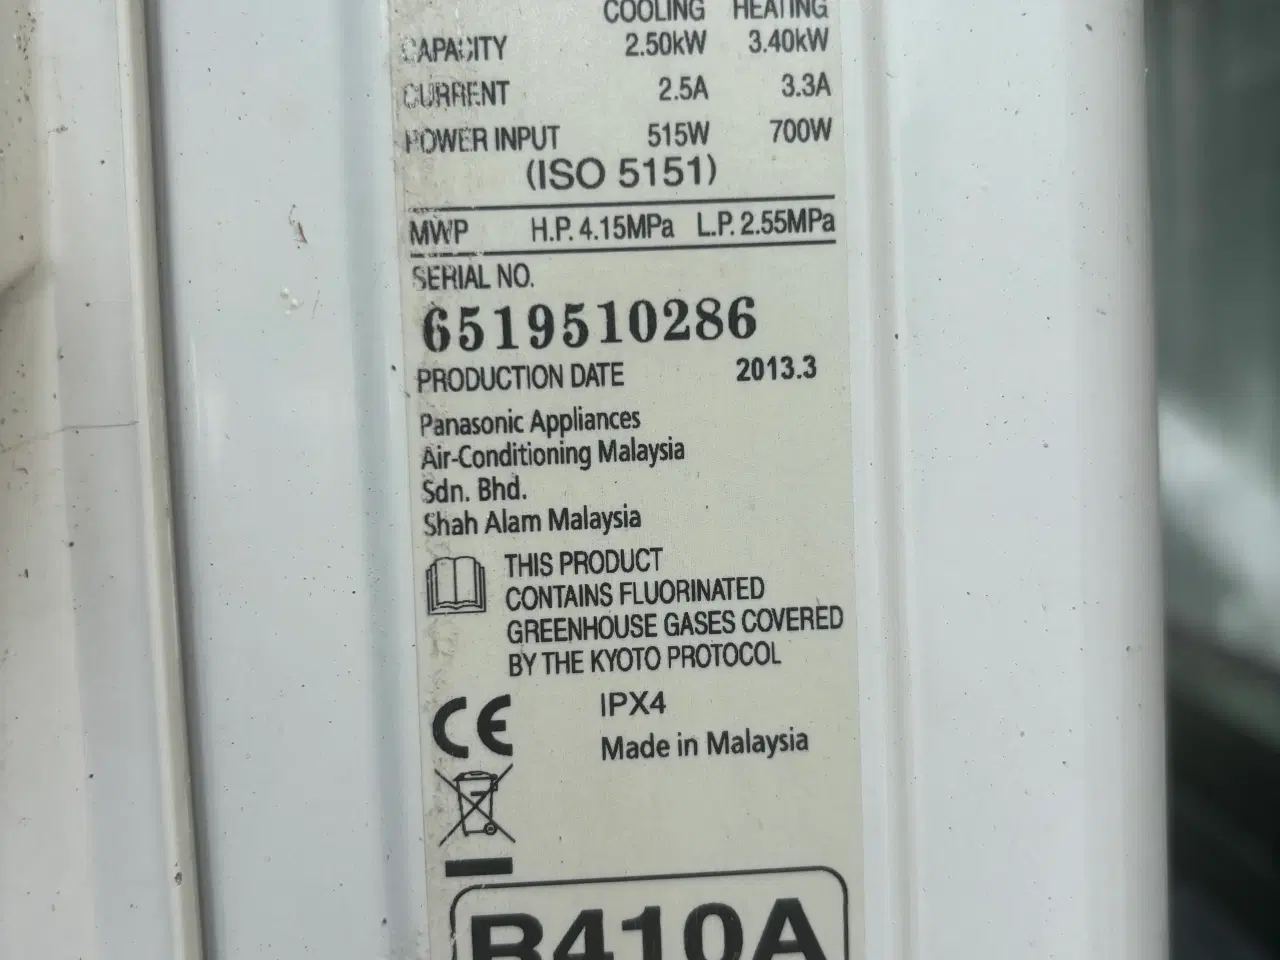 COOLING HEATING
CAPACITY 2.50kW 3.40kW
CURRENT 2.5A 3.3A
POWER INPUT 515W 700W
(ISO 5151)
MWP H.P. 4.15MPa L.P. 2.55MPa
SERIAL NO.
6519510286
PRODUCTION DATE 2013.3
Panasonic Appliances
Air-Conditioning Malaysia
Sdn. Bhd.
Shah Alam Malaysia
THIS PRODUCT
CONTAINS FLUORINATED
GREENHOUSE GASES COVERED
BY THE KYOTO PROTOCOL
CE IPX4
Made in Malaysia
R410A